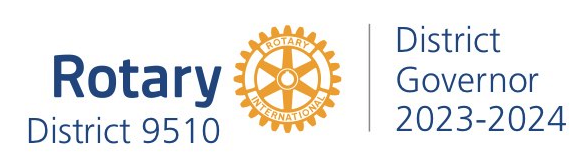 Rotary
District 9510
ROTARY
INTERNATIONAL
District
Governor
2023-2024